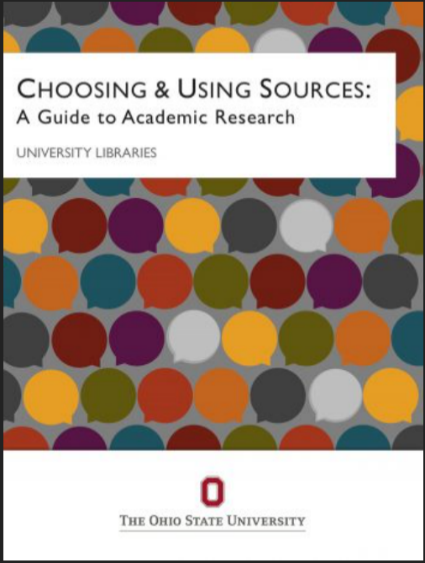 CHOOSING & USING SOURCES:
A Guide to Academic Research
UNIVERSITY LIBRARIES
THE OHIO STATE UNIVERSITY